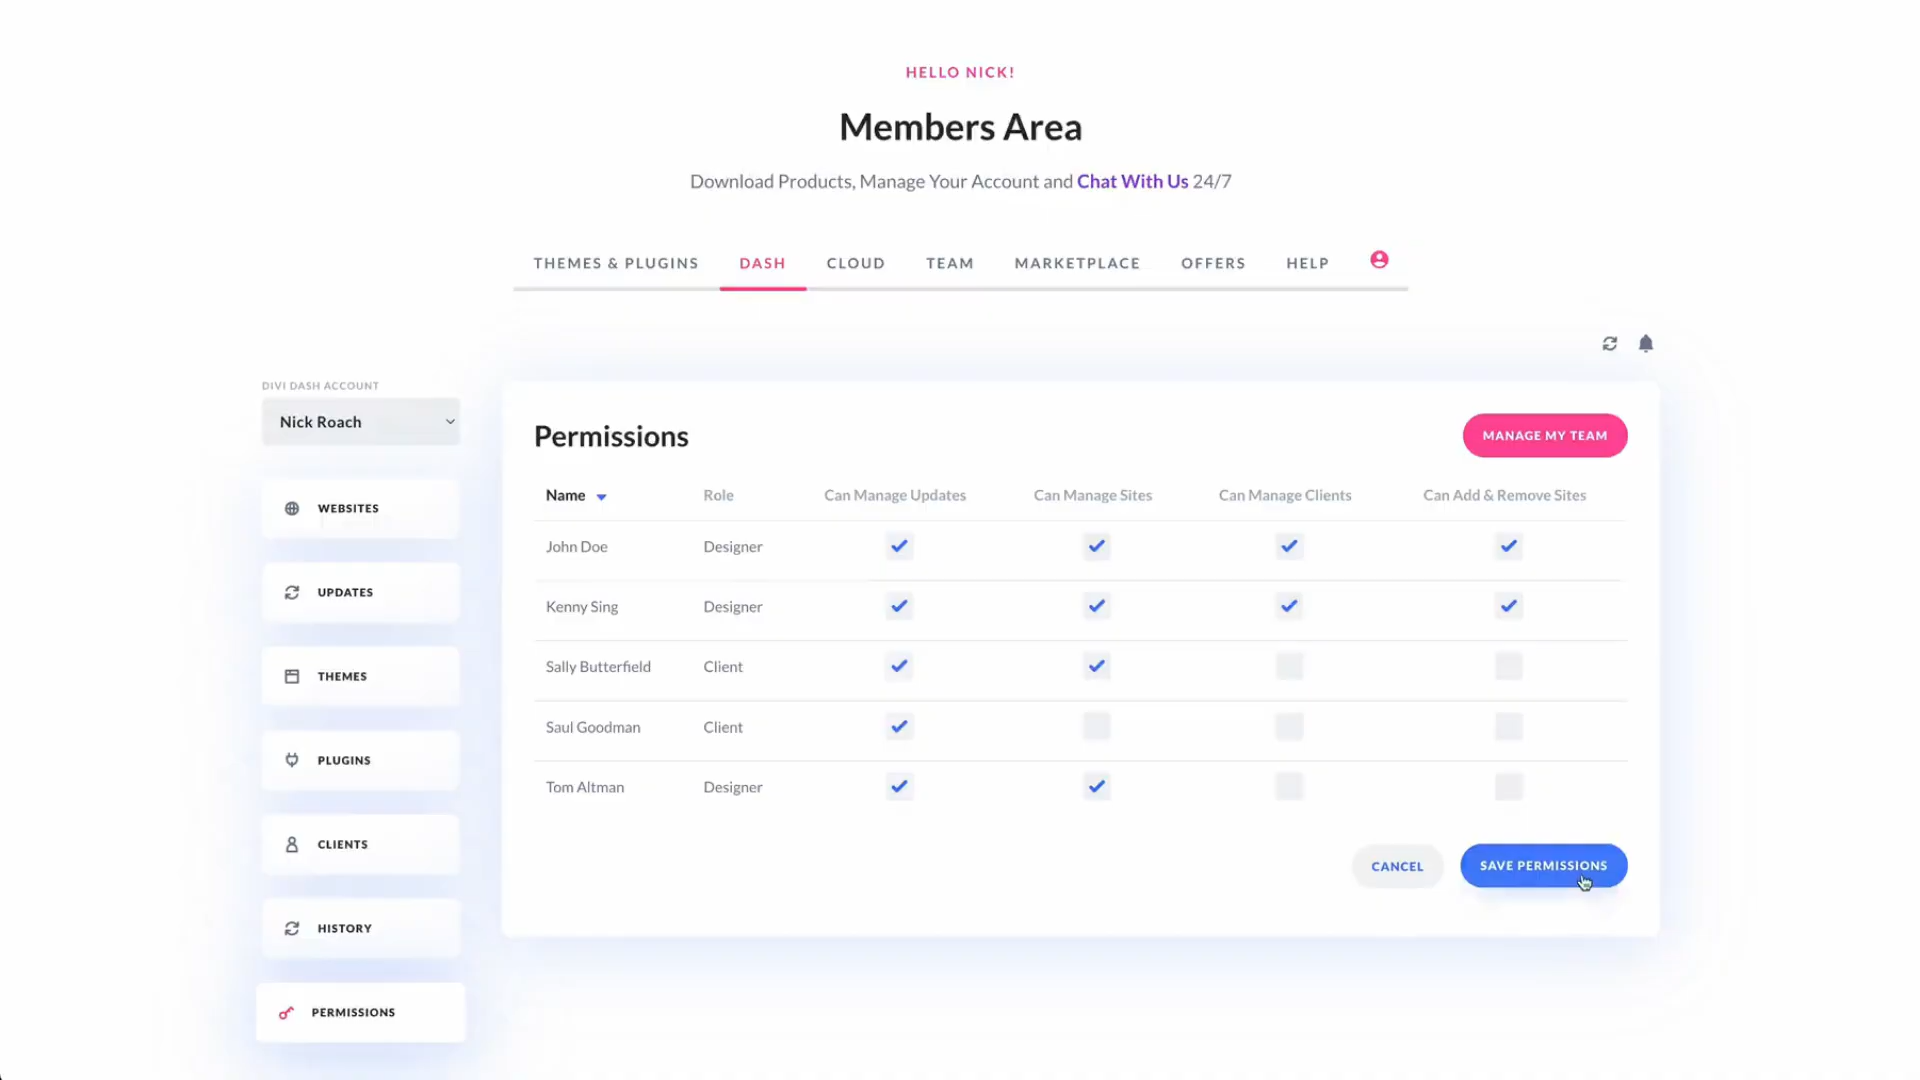 HELLO NICK!
Members Area
Download Products, Manage Your Account and Chat With Us 24/7
THEMES & PLUGINS DASH CLOUD TEAM MARKETPLACE OFFERS HELP
DIVI DASH ACCOUNT
Nick Roach
WEBSITES
UPDATES
THEMES
PLUGINS
CLIENTS
HISTORY
PERMISSIONS
Permissions
MANAGE MY TEAM
Name Role Can Manage Updates Can Manage Sites Can Manage Clients Can Add & Remove Sites
John Doe Designer
Kenny Sing Designer
Sally Butterfield Client
Saul Goodman Client
Tom Altman Designer
CANCEL SAVE PERMISSIONS